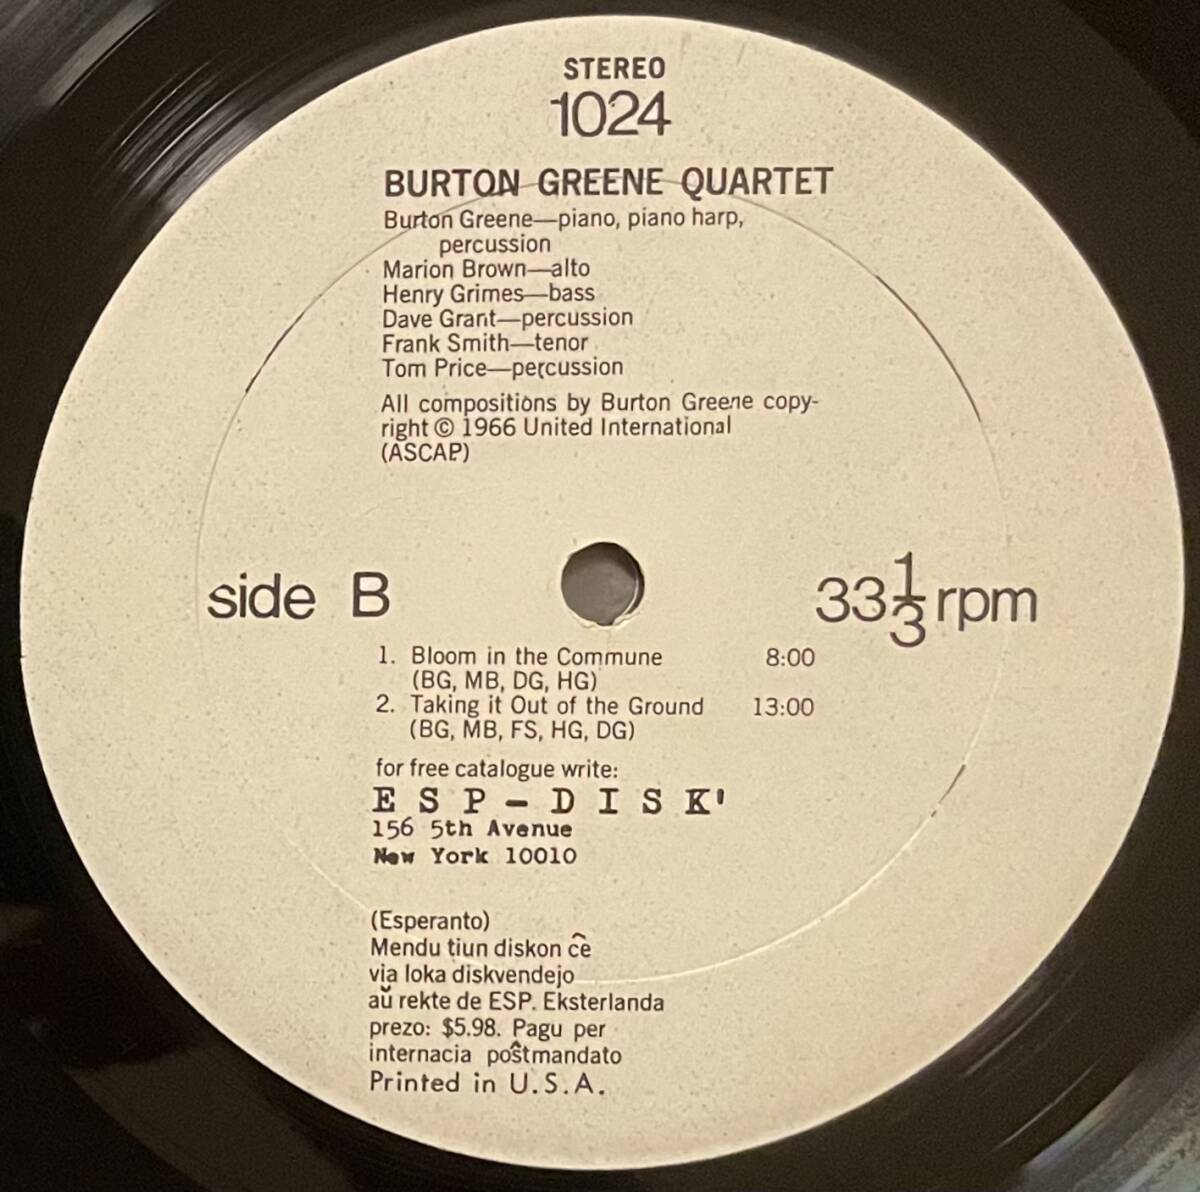 STEREO
1024
BURTON GREENE QUARTET
Burton Greene—piano, piano harp,
percussion
Marion Brown—alto
Henry Grimes—bass
Dave Grant—percussion
Frank Smith—tenor
Tom Price—percussion
All compositions by Burton Greene copy-
right © 1966 United International
(ASCAP)
side B
33 1/3 rpm
1. Bloom in the Commune 8:00
(BG, MB, DG, HG)
2. Taking it Out of the Ground 13:00
(BG, MB, FS, HG, DG)
for free catalogue write:
ESP-DISK'
156 5th Avenue
New York 10010
(Esperanto)
Mendu tiun diskon ĉe
via loka diskvendejo
aŭ rekte de ESP. Eksterlanda
prezo: $5.98. Pagu per
internacia poŝtmandato
Printed in U.S.A.